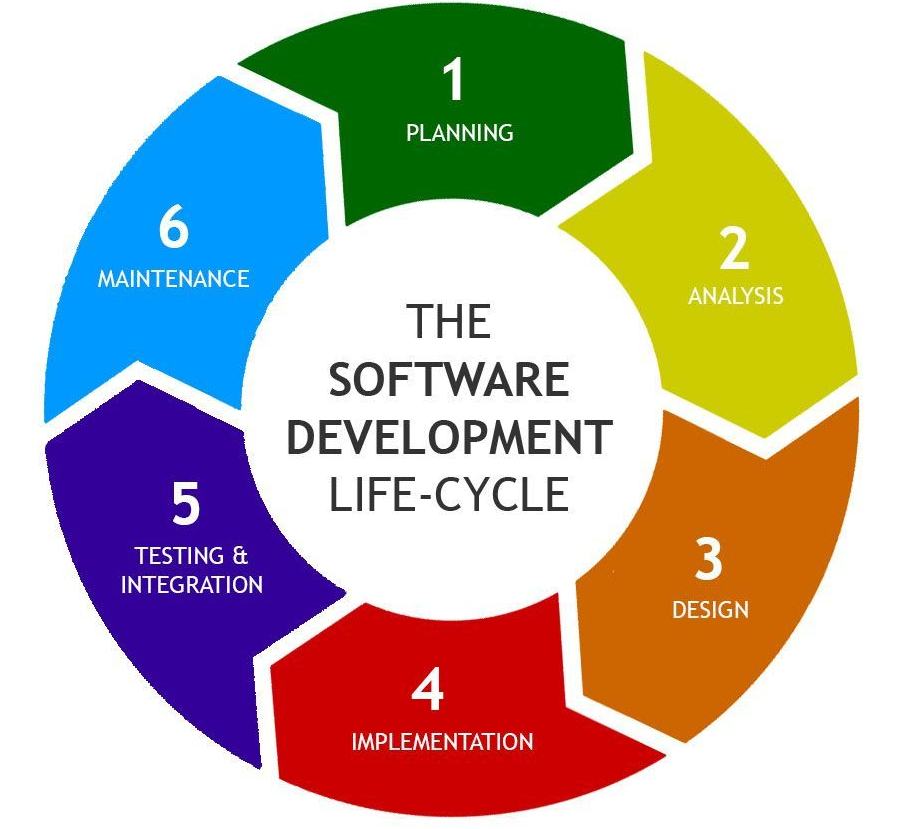 THE
SOFTWARE
DEVELOPMENT
LIFE-CYCLE
1
PLANNING
2
ANALYSIS
3
DESIGN
4
IMPLEMENTATION
5
TESTING &
INTEGRATION
6
MAINTENANCE